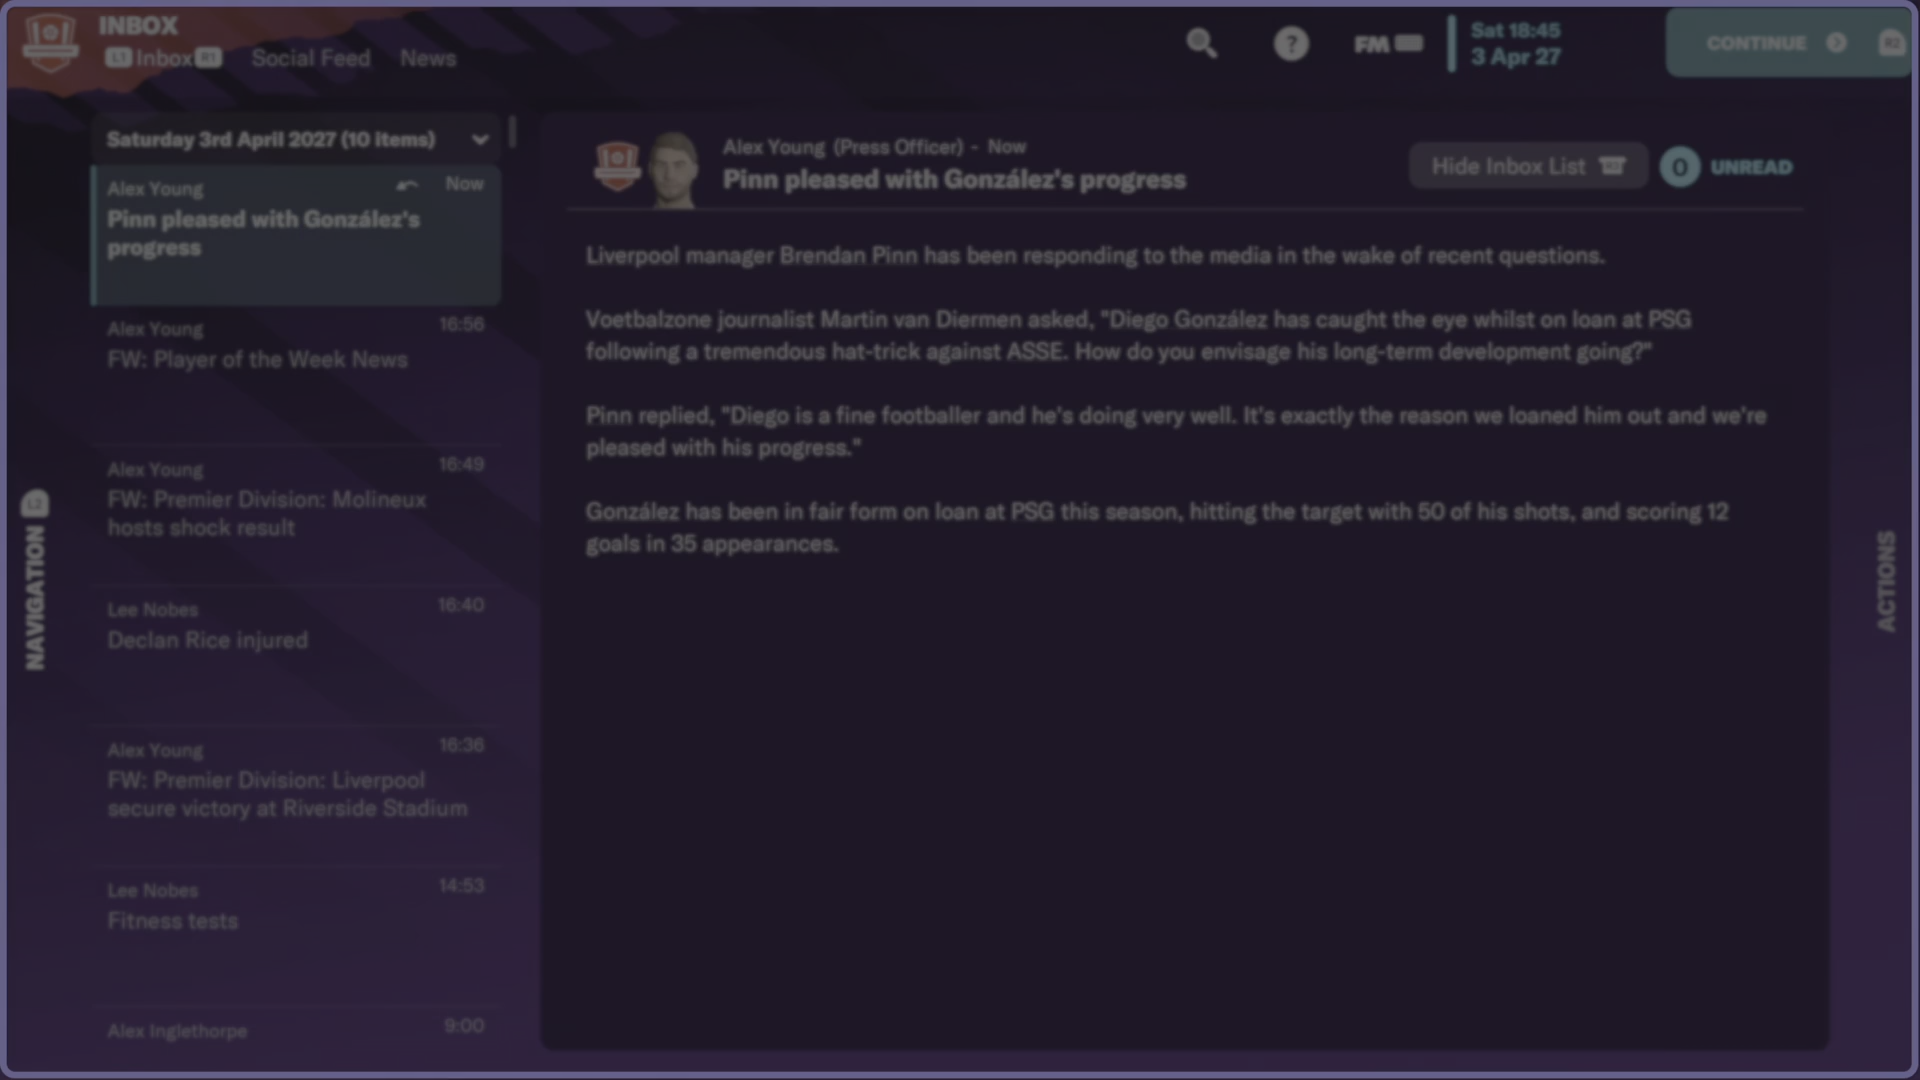 INBOX
L1 Inbox R1 Social Feed News
FM
Sat 18:45
3 Apr 27
CONTINUE R2
Saturday 3rd April 2027 (10 items)
Alex Young Now
Pinn pleased with González's
progress
Alex Young 16:56
FW: Player of the Week News
Alex Young 16:49
FW: Premier Division: Molineux
hosts shock result
Lee Nobes 16:40
Declan Rice injured
Alex Young 16:36
FW: Premier Division: Liverpool
secure victory at Riverside Stadium
Lee Nobes 14:53
Fitness tests
Alex Inglethorpe 9:00
NAVIGATION L2
Alex Young (Press Officer) - Now
Pinn pleased with González's progress
Hide Inbox List
0 UNREAD
Liverpool manager Brendan Pinn has been responding to the media in the wake of recent questions.
Voetbalzone journalist Martin van Diermen asked, "Diego González has caught the eye whilst on loan at PSG
following a tremendous hat-trick against ASSE. How do you envisage his long-term development going?"
Pinn replied, "Diego is a fine footballer and he's doing very well. It's exactly the reason we loaned him out and we're
pleased with his progress."
González has been in fair form on loan at PSG this season, hitting the target with 50 of his shots, and scoring 12
goals in 35 appearances.
ACTIONS